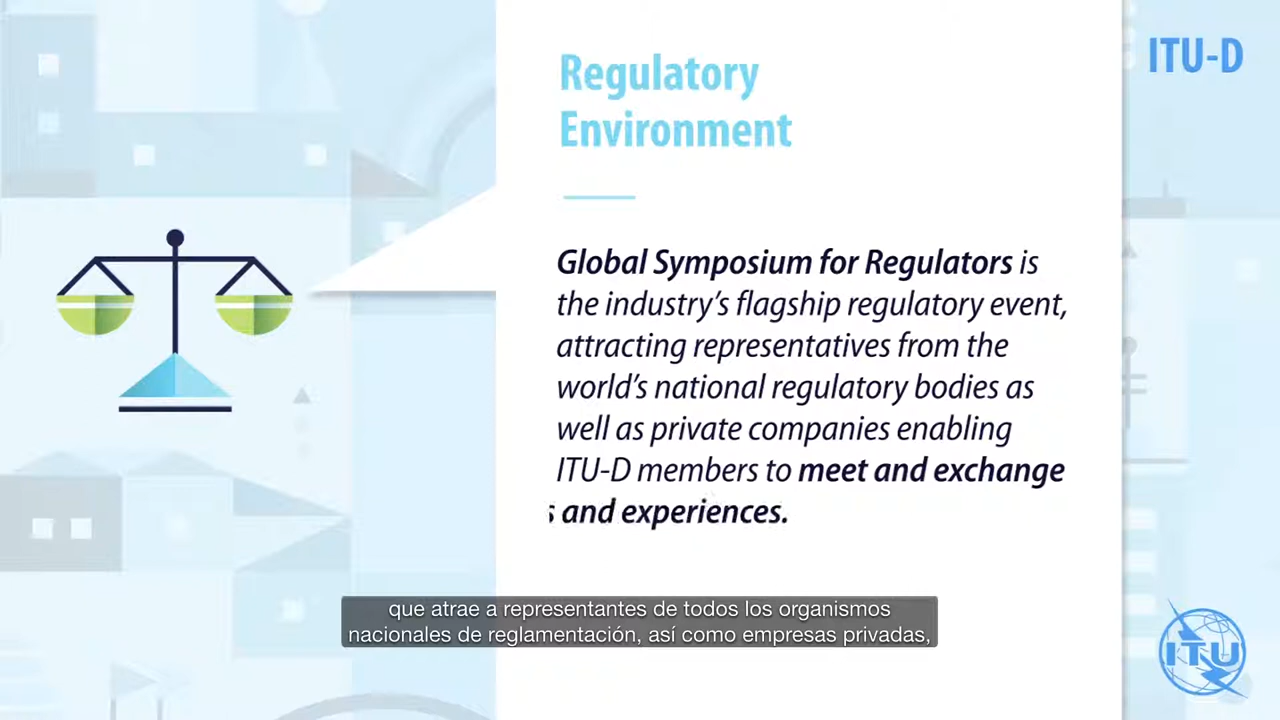 ITU-D
Regulatory
Environment
Global Symposium for Regulators is
the industry's flagship regulatory event,
attracting representatives from the
world's national regulatory bodies as
well as private companies enabling
ITU-D members to meet and exchange
and experiences.
que atrae a representantes de todos los organismos
nacionales de reglamentación, así como empresas privadas,
ITU